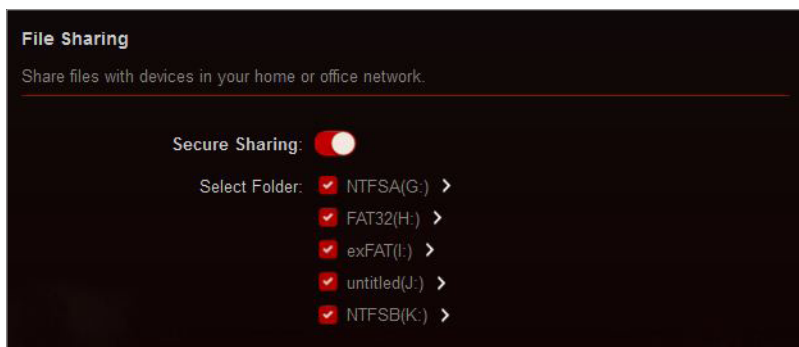 File Sharing
Share files with devices in your home or office network.
Secure Sharing:
Select Folder: NTFSA(G:)
FAT32(H:)
exFAT(I:)
untitled(J:)
NTFSB(K:)